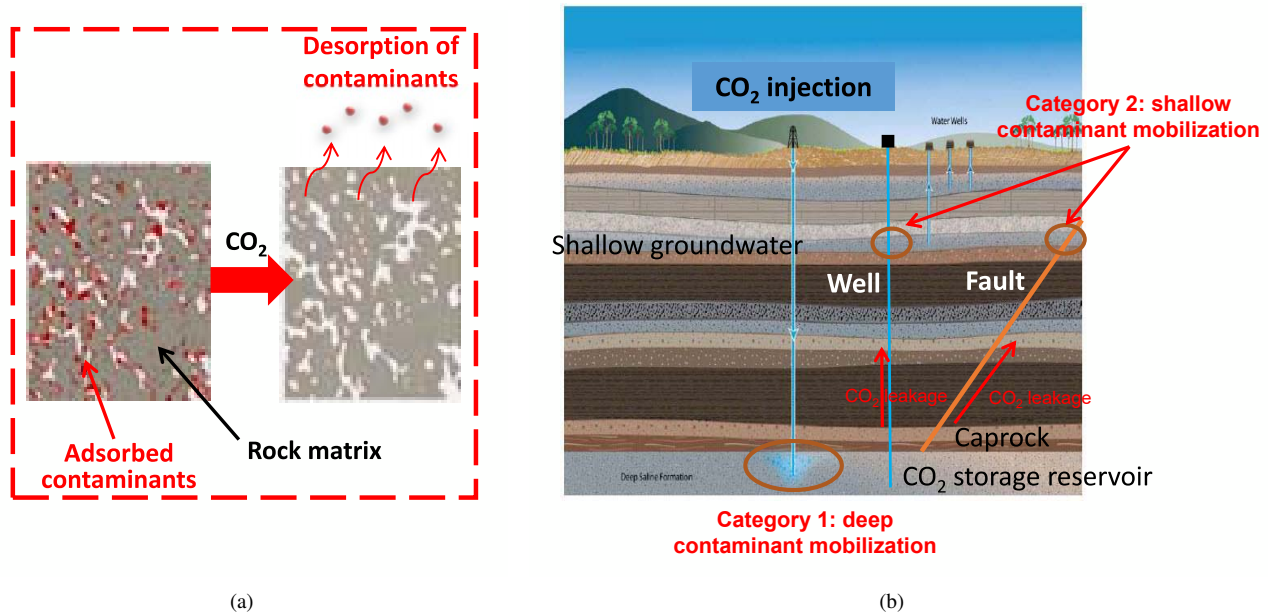 Desorption of
contaminants
CO₂
Adsorbed
contaminants
Rock matrix
(a)
CO₂ injection
Water Wells
Category 2: shallow
contaminant mobilization
Shallow groundwater
Well
Fault
CO₂ leakage
CO₂ leakage
Caprock
CO₂ storage reservoir
Deep Saline Formation
Category 1: deep
contaminant mobilization
(b)